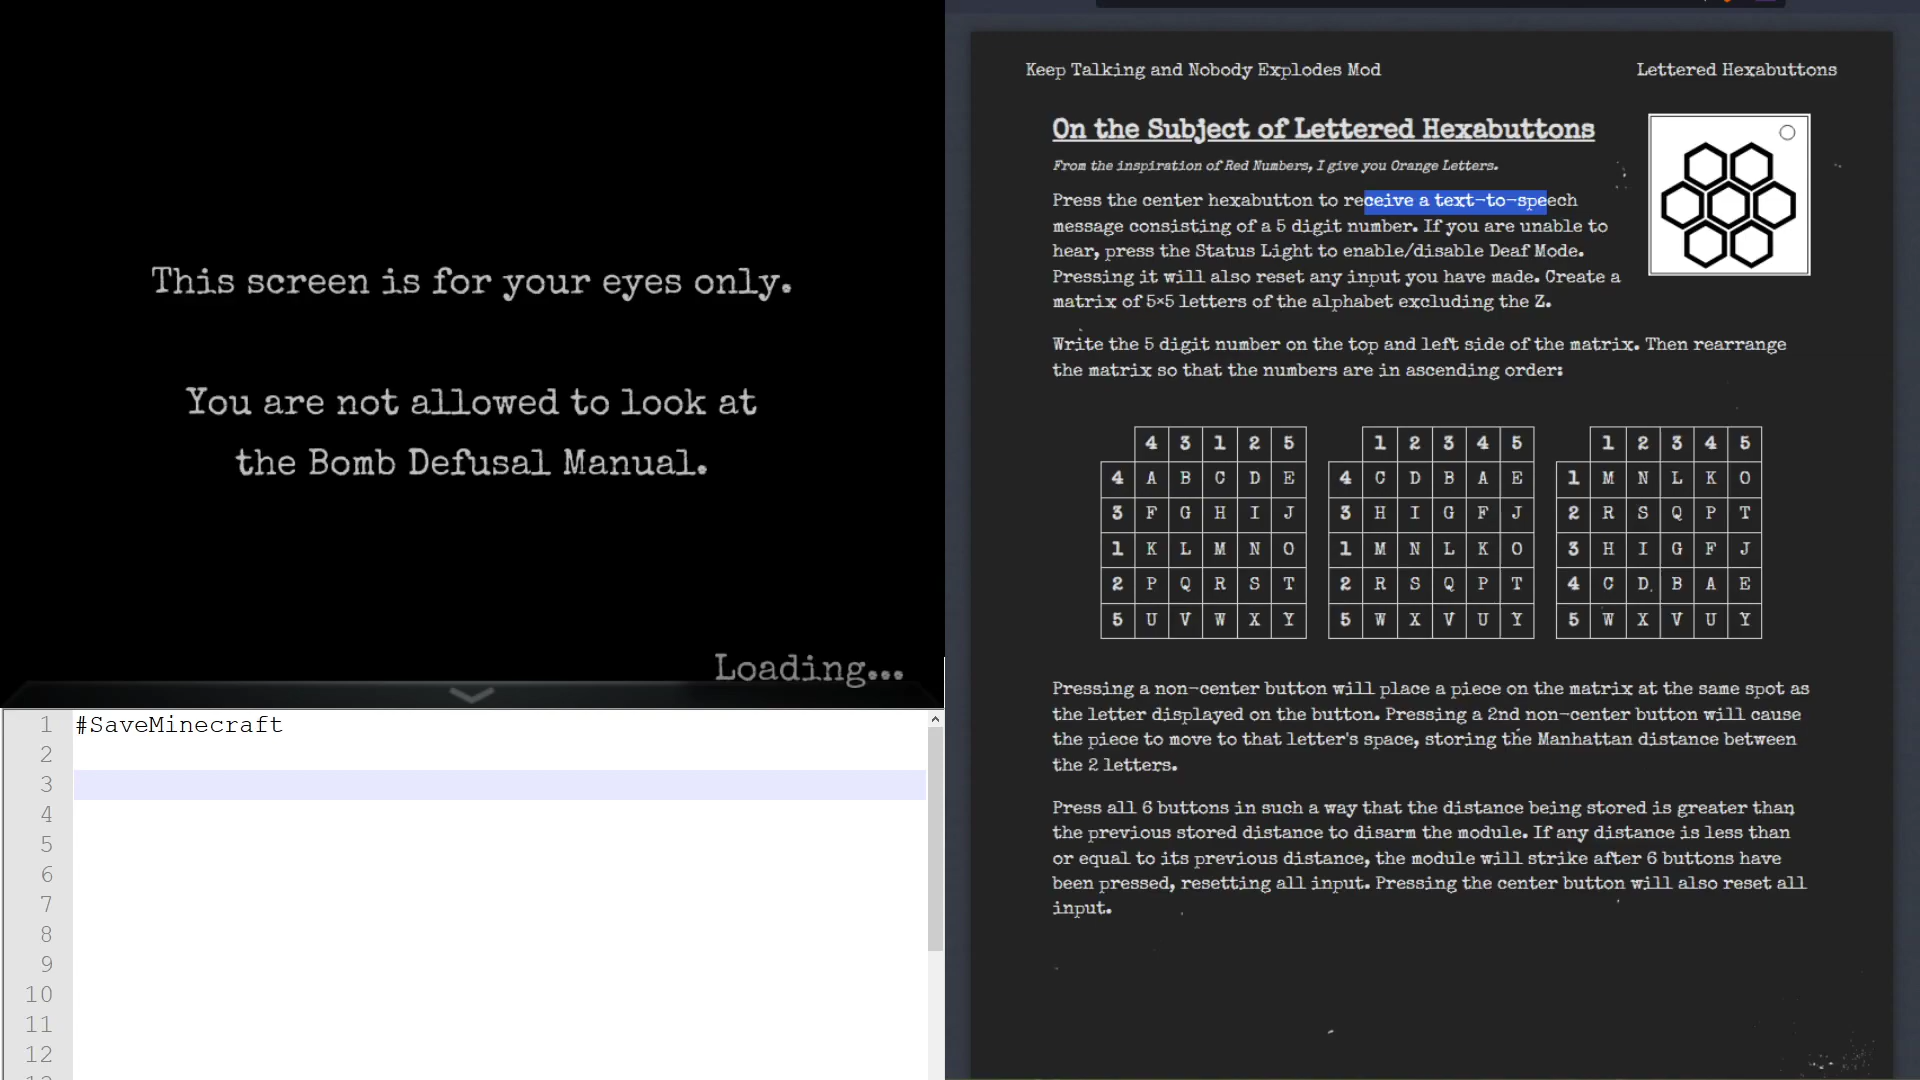 This screen is for your eyes only.
You are not allowed to look at
the Bomb Defusal Manual.
Loading...
1 #SaveMinecraft
2
3
4
5
6
7
8
9
10
11
12
Keep Talking and Nobody Explodes Mod
Lettered Hexabuttons
On the Subject of Lettered Hexabuttons
From the inspiration of Red Numbers, I give you Orange Letters.
Press the center hexabutton to receive a text-to-speech
message consisting of a 5 digit number. If you are unable to
hear, press the Status Light to enable/disable Deaf Mode.
Pressing it will also reset any input you have made. Create a
matrix of 5×5 letters of the alphabet excluding the Z.
Write the 5 digit number on the top and left side of the matrix. Then rearrange
the matrix so that the numbers are in ascending order:
4 3 1 2 5
4 A B C D E
3 F G H I J
1 K L M N O
2 P Q R S T
5 U V W X Y
1 2 3 4 5
4 C D B A E
3 H I G F J
1 M N L K O
2 R S Q P T
5 W X V U Y
1 2 3 4 5
1 M N L K O
2 R S Q P T
3 H I G F J
4 C D B A E
5 W X V U Y
Pressing a non-center button will place a piece on the matrix at the same spot as
the letter displayed on the button. Pressing a 2nd non-center button will cause
the piece to move to that letter's space, storing the Manhattan distance between
the 2 letters.
Press all 6 buttons in such a way that the distance being stored is greater than
the previous stored distance to disarm the module. If any distance is less than
or equal to its previous distance, the module will strike after 6 buttons have
been pressed, resetting all input. Pressing the center button will also reset all
input.